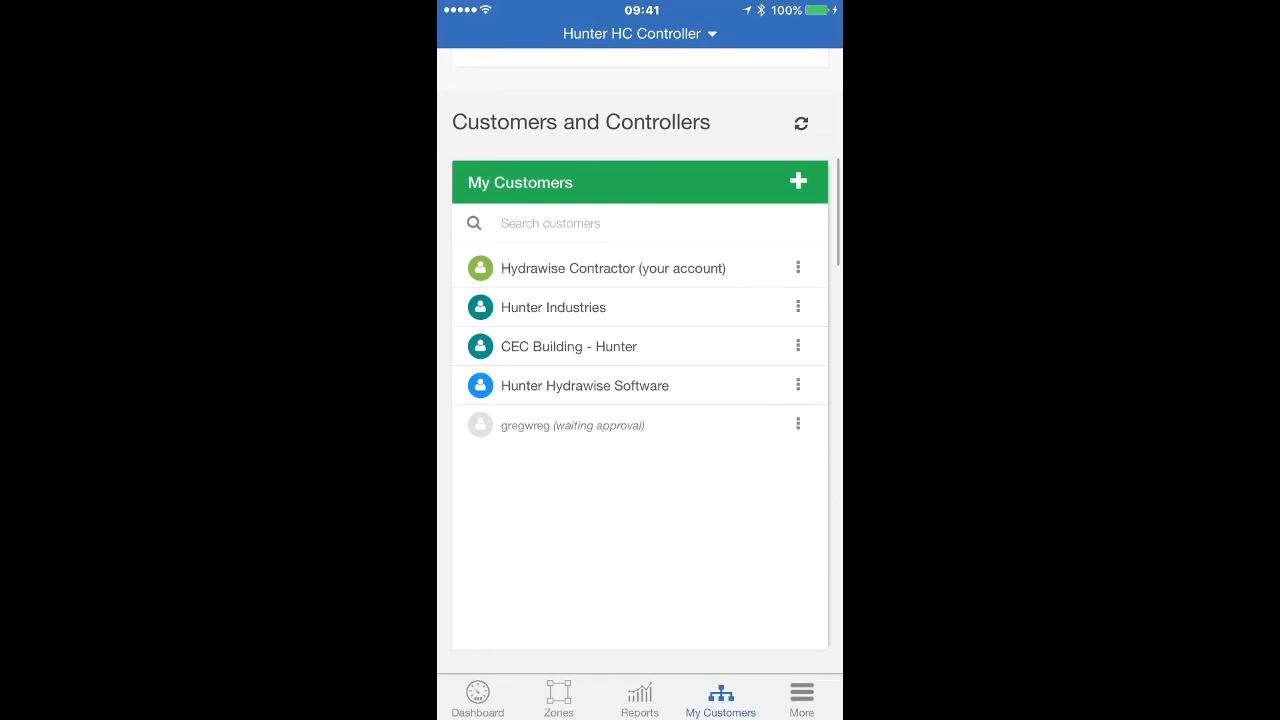 09:41
100%
Hunter HC Controller
Customers and Controllers
My Customers
Search customers
Hydrawise Contractor (your account)
Hunter Industries
CEC Building - Hunter
Hunter Hydrawise Software
gregwreg (waiting approval)
Dashboard
Zones
Reports
My Customers
More